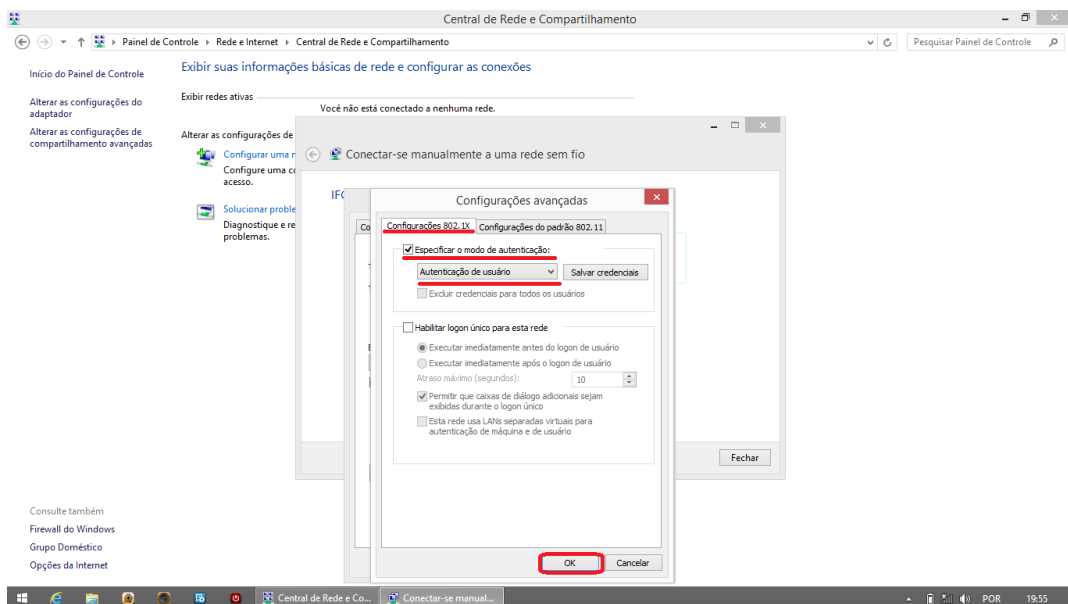 Central de Rede e Compartilhamento
Painel de Controle
Rede e Internet
Central de Rede e Compartilhamento
Pesquisar Painel de Controle
Início do Painel de Controle
Alterar as configurações do
adaptador
Alterar as configurações de
compartilhamento avançadas
Exibir suas informações básicas de rede e configurar as conexões
Exibir redes ativas
Você não está conectado a nenhuma rede.
Alterar as configurações de
Configurar uma
Configure uma
acesso.
Solucionar
Diagnostique e
problemas.
Conectar-se manualmente a uma rede sem fio
Configurações avançadas
Configurações 802.1X
Configurações do padrão 802.11
Especificar o modo de autenticação:
Autenticação de usuário
Salvar credenciais
Excluir credenciais para todos os usuários
Habilitar logon único para esta rede
Executar imediatamente antes do logon de usuário
Executar imediatamente após o logon de usuário
Atraso máximo (segundos):
10
Permitir que caixas de diálogo adicionais sejam
exibidas durante o logon único
Esta rede usa LANs separadas virtuais para
autenticação de máquina e de usuário
OK
Cancelar
Fechar
Consulte também
Firewall do Windows
Grupo Doméstico
Opções da Internet
Central de Rede e Co...
Conectar-se manual...
POR
19:55